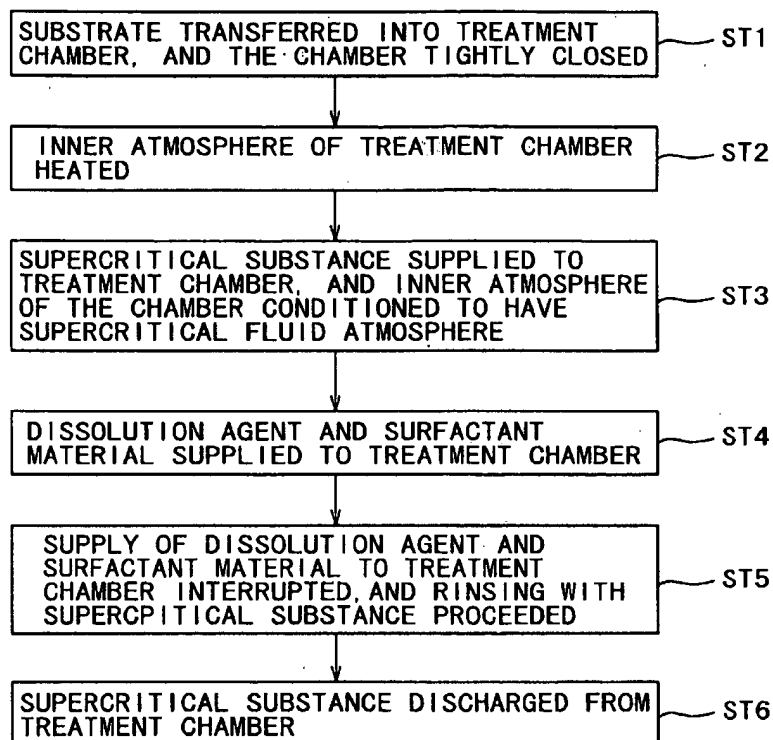 SUBSTRATE TRANSFERRED INTO TREATMENT
CHAMBER, AND THE CHAMBER TIGHTLY CLOSED
ST1
INNER ATMOSPHERE OF TREATMENT CHAMBER
HEATED
ST2
SUPERCRITICAL SUBSTANCE SUPPLIED TO
TREATMENT CHAMBER, AND INNER ATMOSPHERE
OF THE CHAMBER CONDITIONED TO HAVE
SUPERCRITICAL FLUID ATMOSPHERE
ST3
DISSOLUTION AGENT AND SURFACTANT
MATERIAL SUPPLIED TO TREATMENT CHAMBER
ST4
SUPPLY OF DISSOLUTION AGENT AND
SURFACTANT MATERIAL TO TREATMENT
CHAMBER INTERRUPTED, AND RINSING WITH
SUPERCPITICAL SUBSTANCE PROCEEDED
ST5
SUPERCRITICAL SUBSTANCE DISCHARGED FROM
TREATMENT CHAMBER
ST6